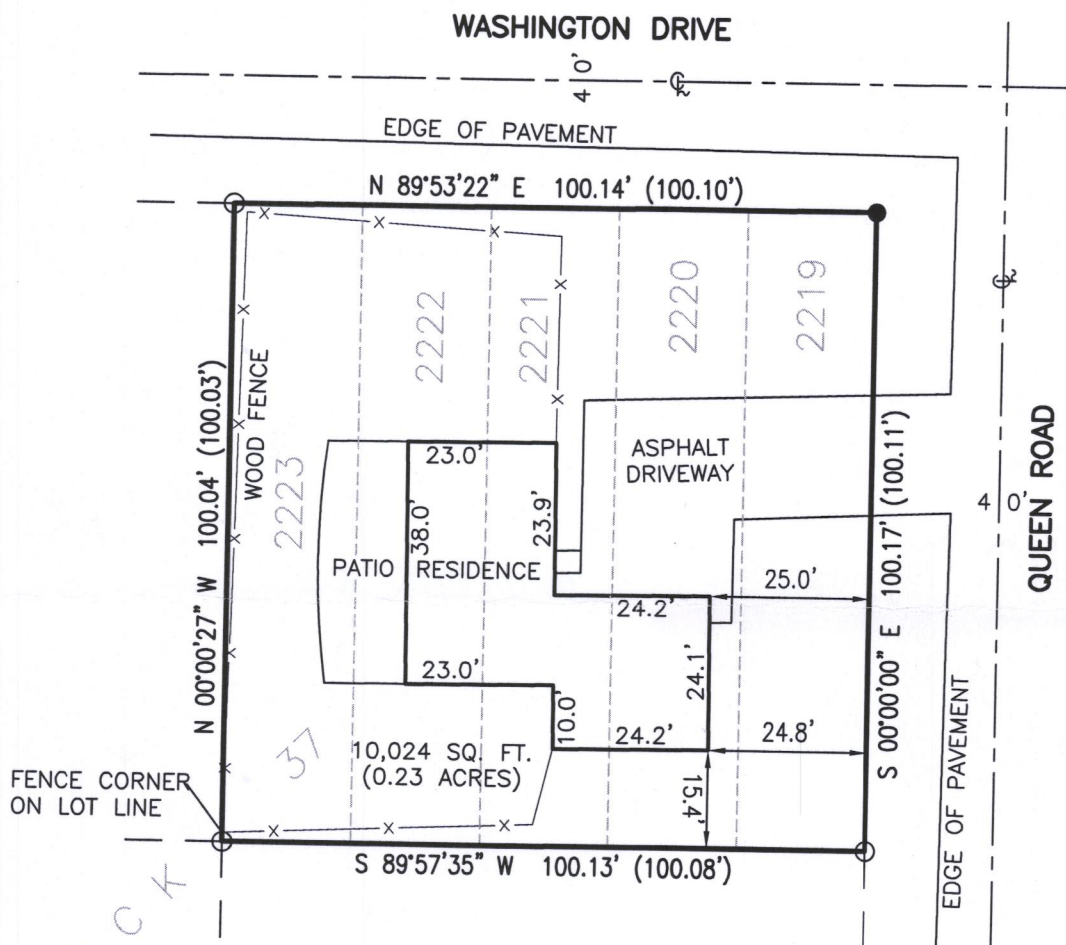 WASHINGTON DRIVE
4 0'
℄
EDGE OF PAVEMENT
N 89°53'22" E 100.14' (100.10')
2222
2221
2220
2219
℄
N 00°00'27" W 100.04' (100.03')
WOOD FENCE
2223
23.0'
ASPHALT
DRIVEWAY
S 00°00'00" E 100.17' (100.11')
4 0'
QUEEN ROAD
38.0'
23.9'
PATIO
RESIDENCE
25.0'
24.2'
23.0'
24.1'
10.0'
24.2'
24.8'
37
10,024 SQ. FT.
(0.23 ACRES)
15.4'
EDGE OF PAVEMENT
FENCE CORNER
ON LOT LINE
S 89°57'35" W 100.13' (100.08')
C K